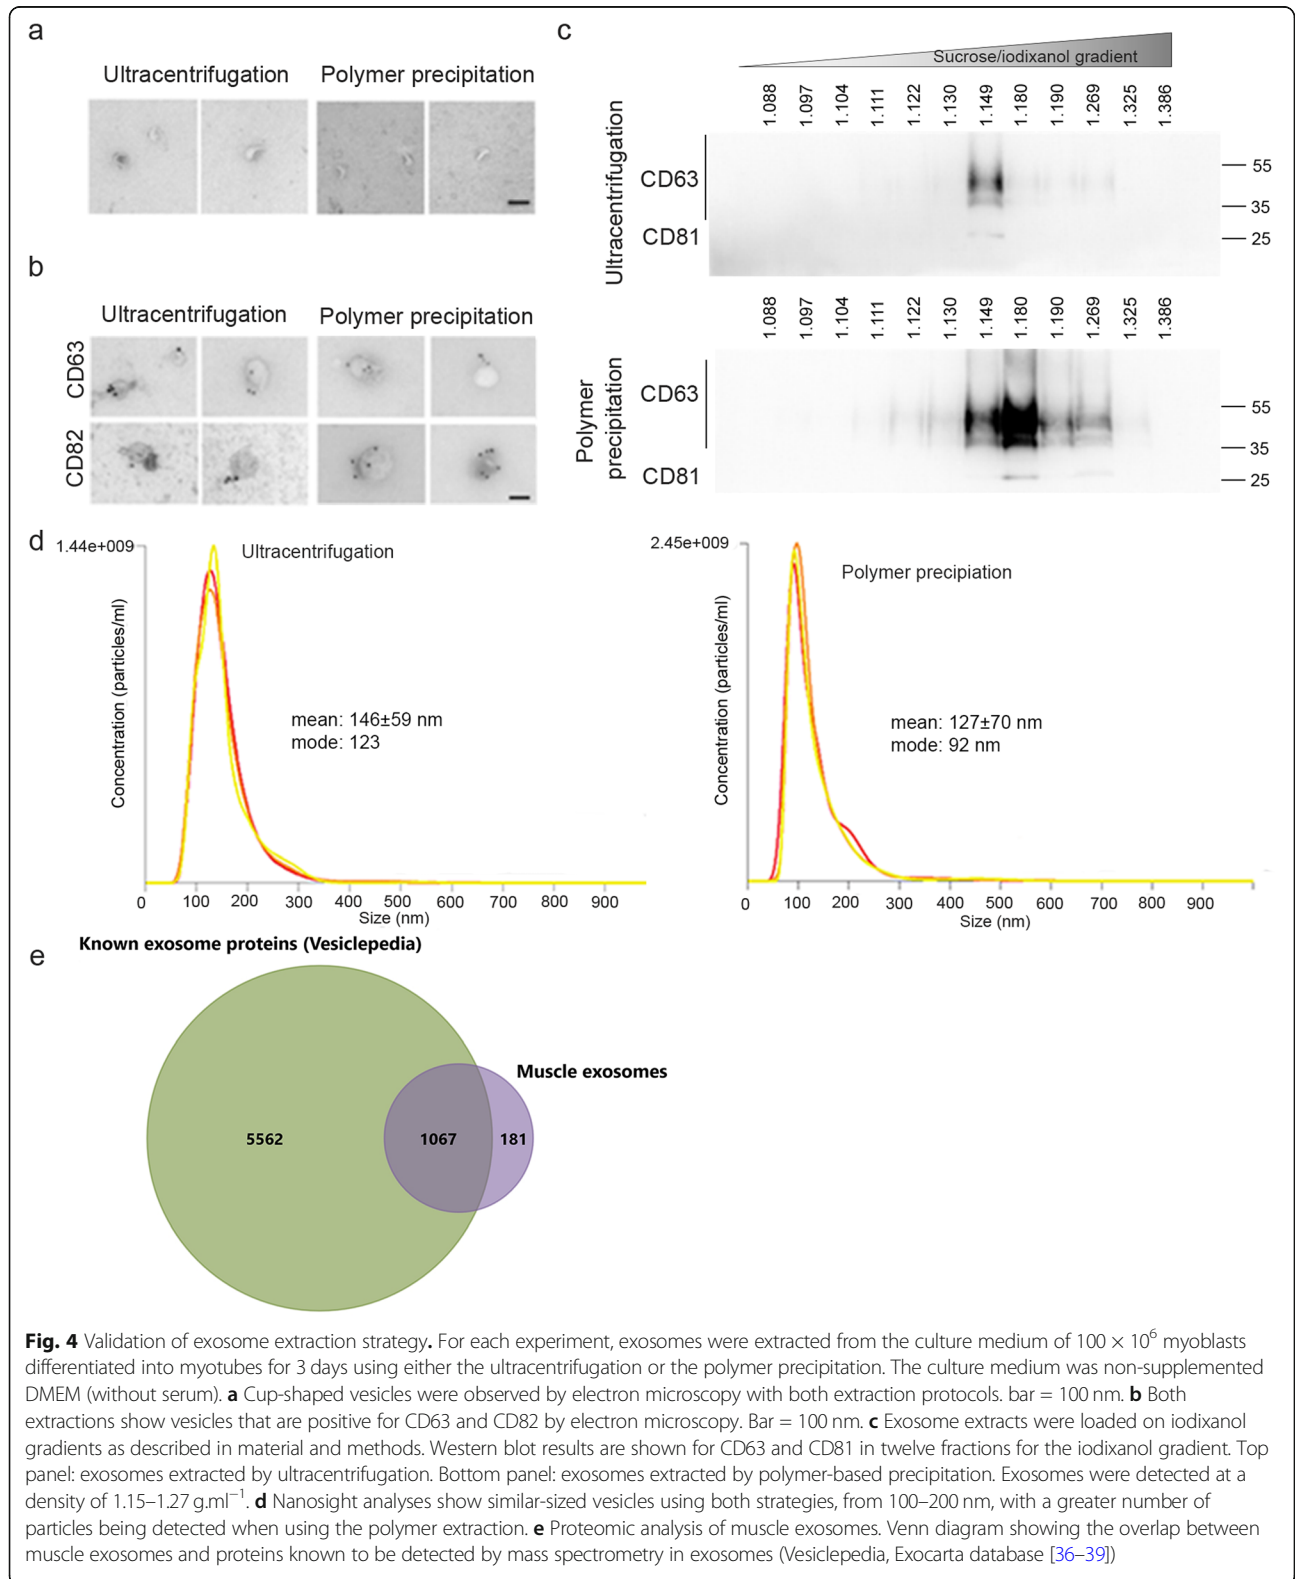 a
Ultracentrifugation
Polymer precipitation
b
Ultracentrifugation
Polymer precipitation
CD63
CD82
c
Sucrose/iodixanol gradient
1.088 1.097 1.104 1.111 1.122 1.130 1.149 1.180 1.190 1.269 1.325 1.386
Ultracentrifugation
CD63
CD81
55
35
25
1.088 1.097 1.104 1.111 1.122 1.130 1.149 1.180 1.190 1.269 1.325 1.386
Polymer
precipitation
CD63
CD81
55
35
25
d
1.44e+009
Ultracentrifugation
Concentration (particles/ml)
mean: 146±59 nm
mode: 123
0 100 200 300 400 500 600 700 800 900
Size (nm)
2.45e+009
Polymer precipiation
Concentration (particles/ml)
mean: 127±70 nm
mode: 92 nm
0 100 200 300 400 500 600 700 800 900
Size (nm)
e
Known exosome proteins (Vesiclepedia)
Muscle exosomes
5562
1067
181
Fig. 4 Validation of exosome extraction strategy. For each experiment, exosomes were extracted from the culture medium of 100 × 10⁶ myoblasts
differentiated into myotubes for 3 days using either the ultracentrifugation or the polymer precipitation. The culture medium was non-supplemented
DMEM (without serum). a Cup-shaped vesicles were observed by electron microscopy with both extraction protocols. bar = 100 nm. b Both
extractions show vesicles that are positive for CD63 and CD82 by electron microscopy. Bar = 100 nm. c Exosome extracts were loaded on iodixanol
gradients as described in material and methods. Western blot results are shown for CD63 and CD81 in twelve fractions for the iodixanol gradient. Top
panel: exosomes extracted by ultracentrifugation. Bottom panel: exosomes extracted by polymer-based precipitation. Exosomes were detected at a
density of 1.15–1.27 g.ml⁻¹. d Nanosight analyses show similar-sized vesicles using both strategies, from 100–200 nm, with a greater number of
particles being detected when using the polymer extraction. e Proteomic analysis of muscle exosomes. Venn diagram showing the overlap between
muscle exosomes and proteins known to be detected by mass spectrometry in exosomes (Vesiclepedia, Exocarta database [36–39])